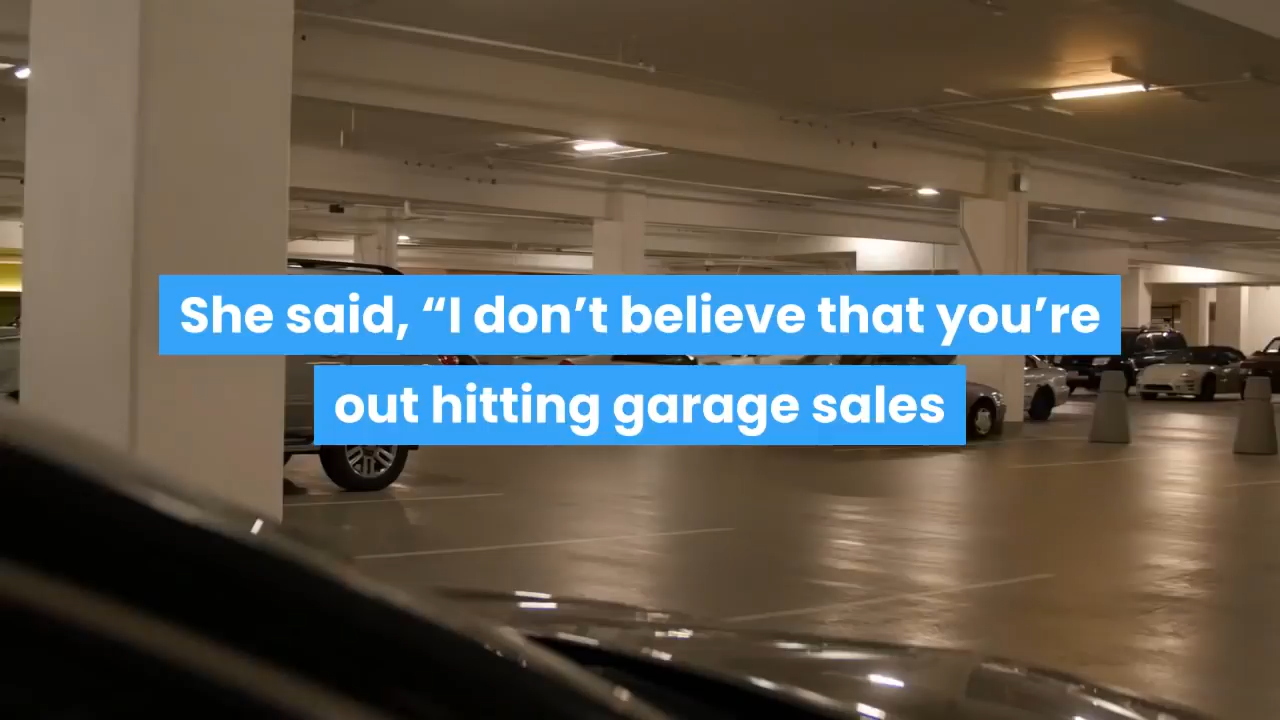 She said, “I don’t believe that you’re
out hitting garage sales